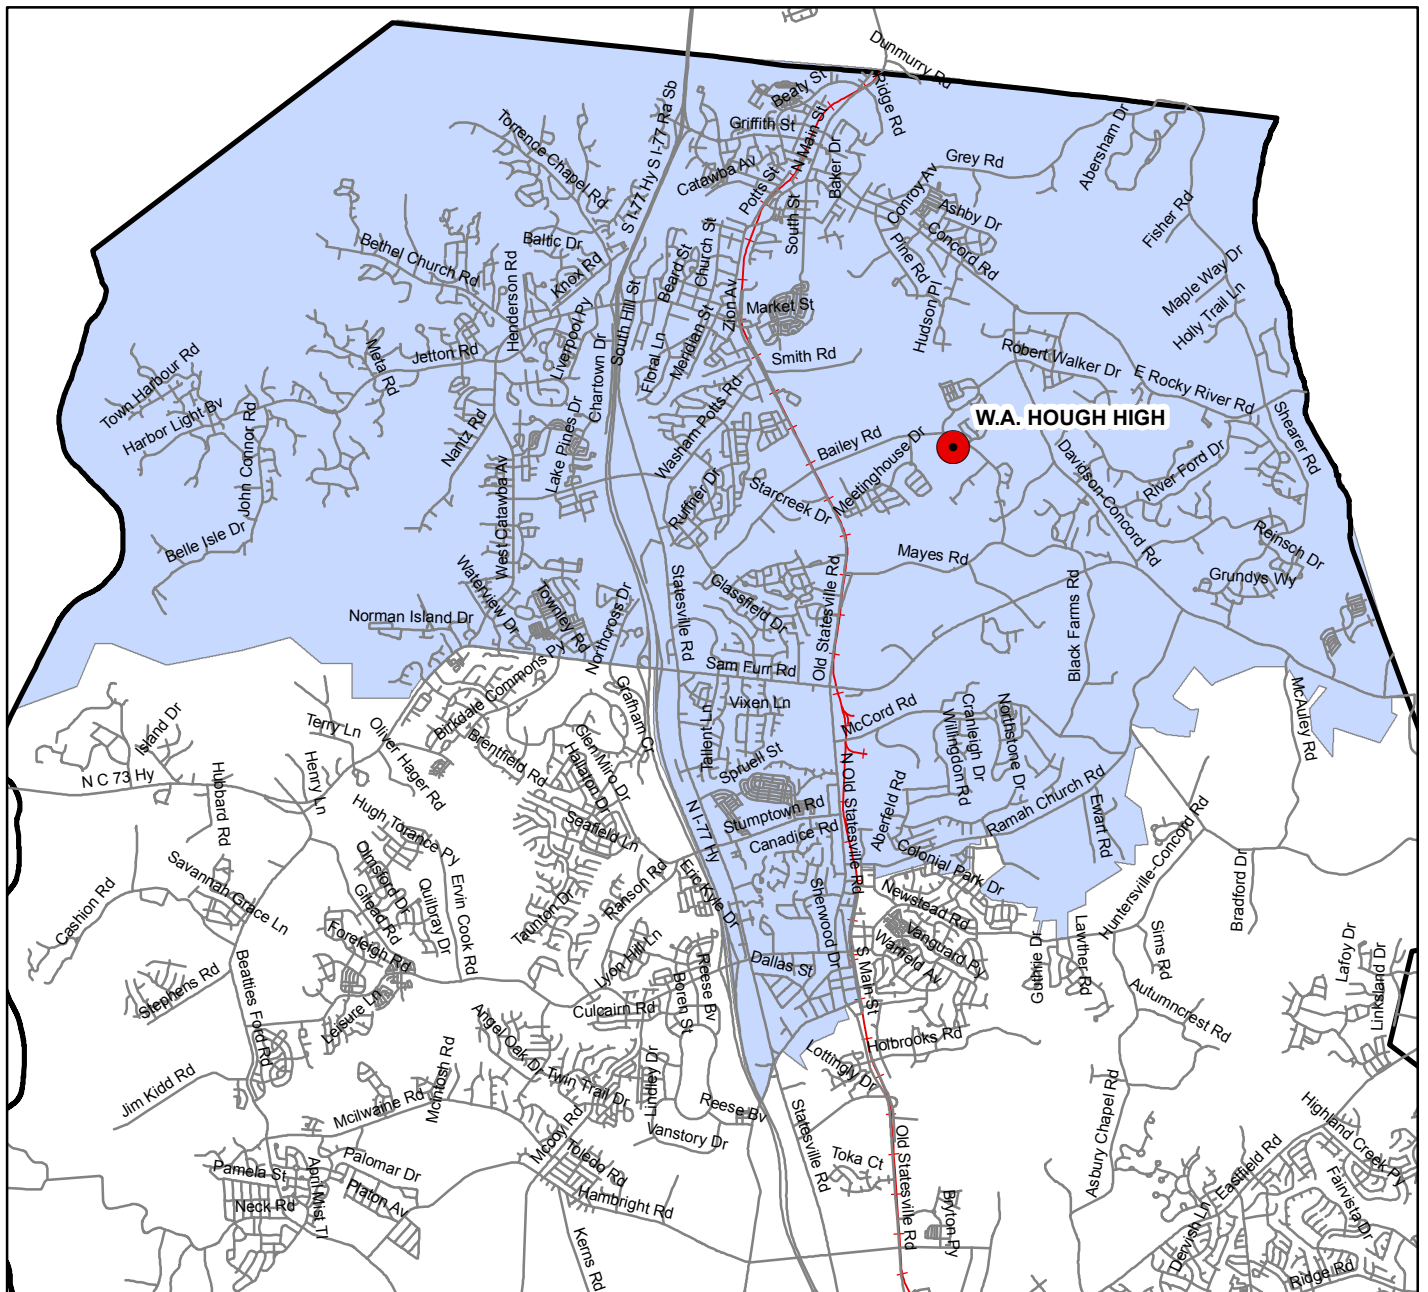 Dunmurry Rd
Beaty St
Ridge Rd
S I-77 Hy S I-77 Ra Sb
Torrence Chapel Rd
Griffith St
N Main St
Abersham Dr
Grey Rd
Catawba Av
Potts St
Baker Dr
Conroy Av
Ashby Dr
Fisher Rd
South St
Concord Rd
Pine Rd
Baltic Dr
Bethel Church Rd
Knox Rd
Henderson Rd
Beard St
Church St
Maple Way Dr
Holly Trail Ln
Hudson Pl
Zion Av
Market St
South Hill St
Liverpool Py
Meridian St
Floral Ln
Chartown Dr
Jetton Rd
Meta Rd
Town Harbour Rd
Smith Rd
Robert Walker Dr
E Rocky River Rd
Harbor Light Bv
John Connor Rd
Nantz Rd
Lake Pines Dr
Washam Potts Rd
W.A. HOUGH HIGH
Shearer Rd
Bailey Rd
Meetinghouse Dr
Davidson-Concord Rd
River Ford Dr
West Catawba Av
Ruffner Dr
Starcreek Dr
Belle Isle Dr
Reinsch Dr
Mayes Rd
Grundys Wy
Waterview Dr
Townley Rd
Northcross Dr
Statesville Rd
Glassfield Dr
Old Statesville Rd
Black Farms Rd
Norman Island Dr
Sam Furr Rd
Birkdale Commons Py
Grafham Ct
Vixen Ln
Tallent Ln
McCord Rd
Willingdon Rd
Cranleigh Dr
Northstone Dr
McAuley Rd
Island Dr
Terry Ln
Oliver Hager Rd
Brentfield Rd
Glen Miro Dr
Hallaton Dr
Spruell St
N C 73 Hy
Hubbard Rd
Henry Ln
N Old Statesville Rd
Aberfeld Rd
Ramah Church Rd
Ewart Rd
Stumptown Rd
N I-77 Hy
Canadice Rd
Seafield Ln
Hugh Torance Py
Huntersville-Concord Rd
Savannah Grace Ln
Olmsford Dr
Gilead Rd
Quilbray Dr
Ervin Cook Rd
Colonial Park Dr
Bradford Dr
Cashion Rd
Taunton Dr
Ranson Rd
Eric Kyle Dr
Sherwood Dr
Newstead Rd
Vanguard Py
Warfield Av
Foreleigh Rd
Lyon Hill Ln
Dallas St
Reese Bv
Boren St
S Main St
Guthrie Dr
Lawther Rd
Sims Rd
Lafoy Dr
Linksland Dr
Stephens Rd
Beatties Ford Rd
Leisure Ln
Culcairn Rd
Autumncrest Rd
Angel Oak Dr
Holbrooks Rd
Lottingly Dr
Jim Kidd Rd
Mcilwaine Rd
McIntosh Rd
Twin Trail Dr
Lindley Dr
Reese Bv
Statesville Rd
Asbury Chapel Rd
Highland Creek Py
Vanstory Dr
Mccoy Rd
Toledo Rd
Old Statesville Rd
Toka Ct
Eastfield Rd
Pamela St
April Mist Tl
Palomar Dr
Platon Av
Neck Rd
Hambright Rd
Kerns Rd
Bryton Py
Dervish Ln
Fairvista Dr
Ridge Rd